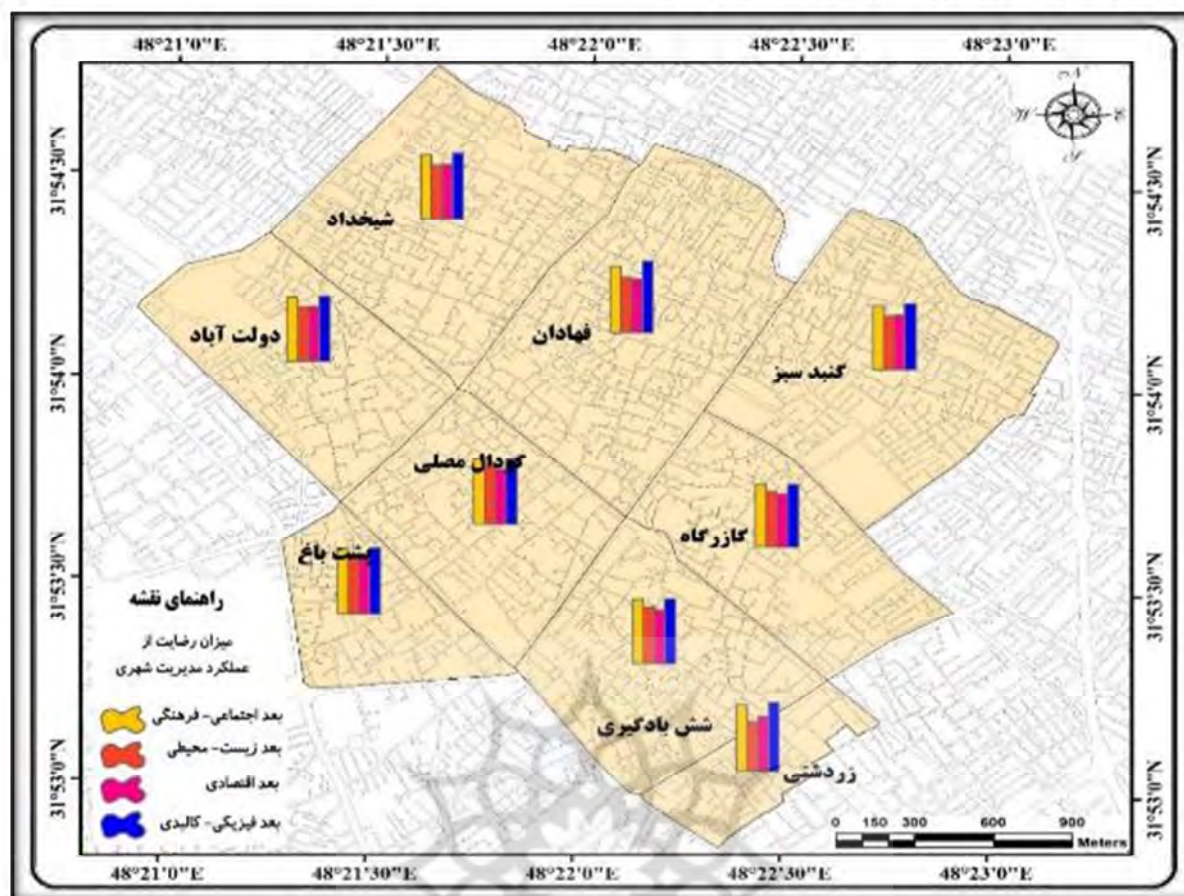 48°21'0"E 48°21'30"E 48°22'0"E 48°22'30"E 48°23'0"E
31°54'30"N
31°54'0"N
31°53'30"N
31°53'0"N
31°54'30"N
31°54'0"N
31°53'30"N
31°53'0"N
شیخداد
دولت آباد
فهادان
گنبد سبز
گودال مصلی
گازرگاه
پشت باغ
شش بادگیری
زردشتی
راهنمای نقشه
میزان رضایت از
عملکرد مدیریت شهری
بعد اجتماعی- فرهنگی
بعد زیست- محیطی
بعد اقتصادی
بعد فیزیکی- کالبدی
0 150 300 600 900
Meters
48°21'0"E 48°21'30"E 48°22'0"E 48°22'30"E 48°23'0"E